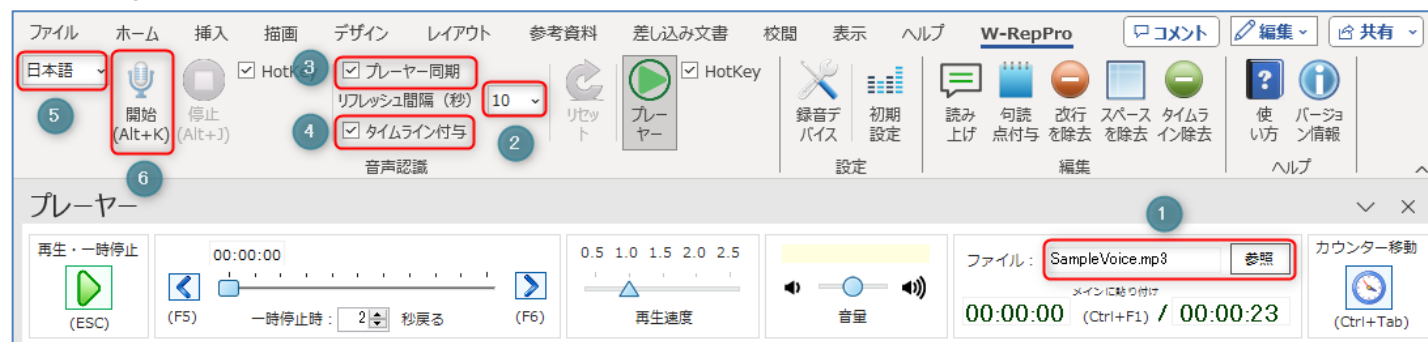 ファイル ホーム 挿入 描画 デザイン レイアウト 参考資料 差し込み文書 校閲 表示 ヘルプ W-RepPro コメント 編集 共有
日本語
5
開始
(Alt+K)
6
停止
(Alt+J)
HotKey
3
プレーヤー同期
リフレッシュ間隔（秒） 10
4
タイムライン付与
2
音声認識
リセッ
ト
プレー
ヤー
HotKey
録音デ
バイス
初期
設定
設定
読み
上げ
句読
点付与
改行
を除去
スペース
を除去
タイムラ
イン除去
編集
使
い方
バージョ
ン情報
ヘルプ
プレーヤー
1
再生・一時停止
(ESC)
00:00:00
(F5)
一時停止時： 2 秒戻る
(F6)
0.5 1.0 1.5 2.0 2.5
再生速度
音量
ファイル： SampleVoice.mp3 参照
メインに貼り付け
00:00:00 (Ctrl+F1) / 00:00:23
カウンター移動
(Ctrl+Tab)